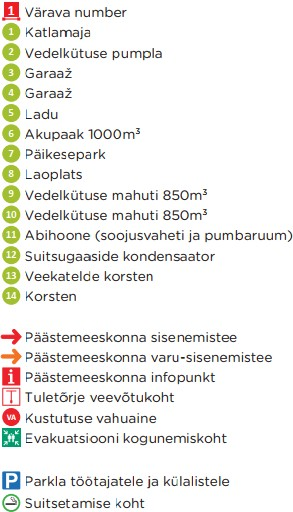 1 Värava number
1 Katlamaja
2 Vedelkütuse pumpla
3 Garaaž
4 Garaaž
5 Ladu
6 Akupaak 1000m³
7 Päikesepark
8 Laoplats
9 Vedelkütuse mahuti 850m³
10 Vedelkütuse mahuti 850m³
11 Abihoone (soojusvaheti ja pumbaruum)
12 Suitsugaaside kondensaator
13 Veekatelde korsten
14 Korsten
Päästemeeskonna sisenemistee
Päästemeeskonna varu-sisenemistee
i Päästemeeskonna infopunkt
Tuletõrje veevõtukoht
VA Kustutuse vahuaine
Evakuatsiooni kogunemiskoht
P Parkla töötajatele ja külalistele
Suitsetamise koht